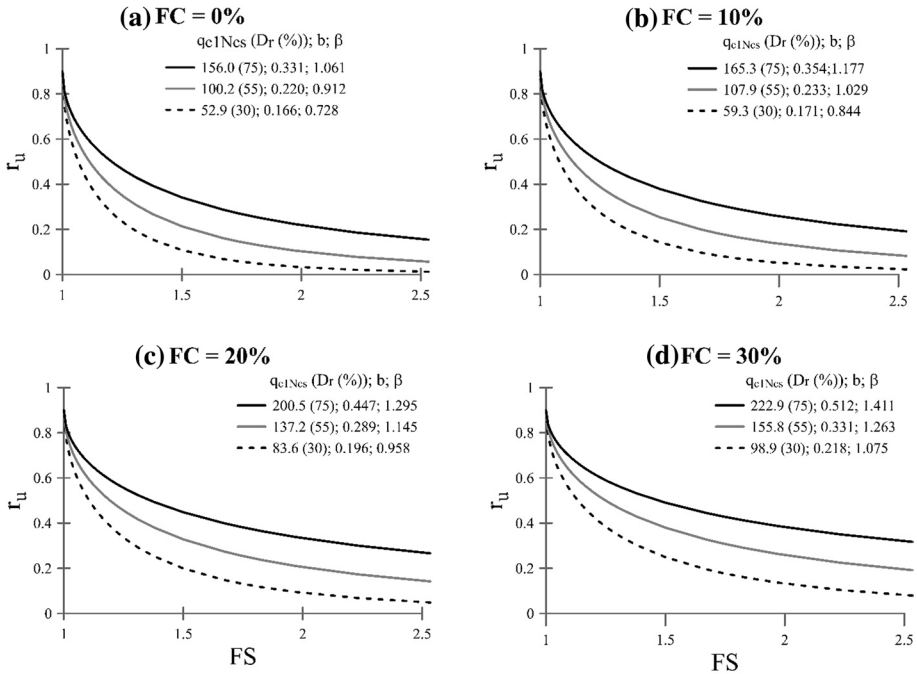 (a) FC = 0%
qc1Ncs (Dr (%)); b; β
156.0 (75); 0.331; 1.061
100.2 (55); 0.220; 0.912
52.9 (30); 0.166; 0.728
ru
1
0.8
0.6
0.4
0.2
0
1
1.5
2
2.5
(b) FC = 10%
qc1Ncs (Dr (%)); b; β
165.3 (75); 0.354;1.177
107.9 (55); 0.233; 1.029
59.3 (30); 0.171; 0.844
ru
1
0.8
0.6
0.4
0.2
0
1
1.5
2
2.5
(c) FC = 20%
qc1Ncs (Dr (%)); b; β
200.5 (75); 0.447; 1.295
137.2 (55); 0.289; 1.145
83.6 (30); 0.196; 0.958
ru
1
0.8
0.6
0.4
0.2
0
1
1.5
2
2.5
FS
(d) FC = 30%
qc1Ncs (Dr (%)); b; β
222.9 (75); 0.512; 1.411
155.8 (55); 0.331; 1.263
98.9 (30); 0.218; 1.075
ru
1
0.8
0.6
0.4
0.2
0
1
1.5
2
2.5
FS